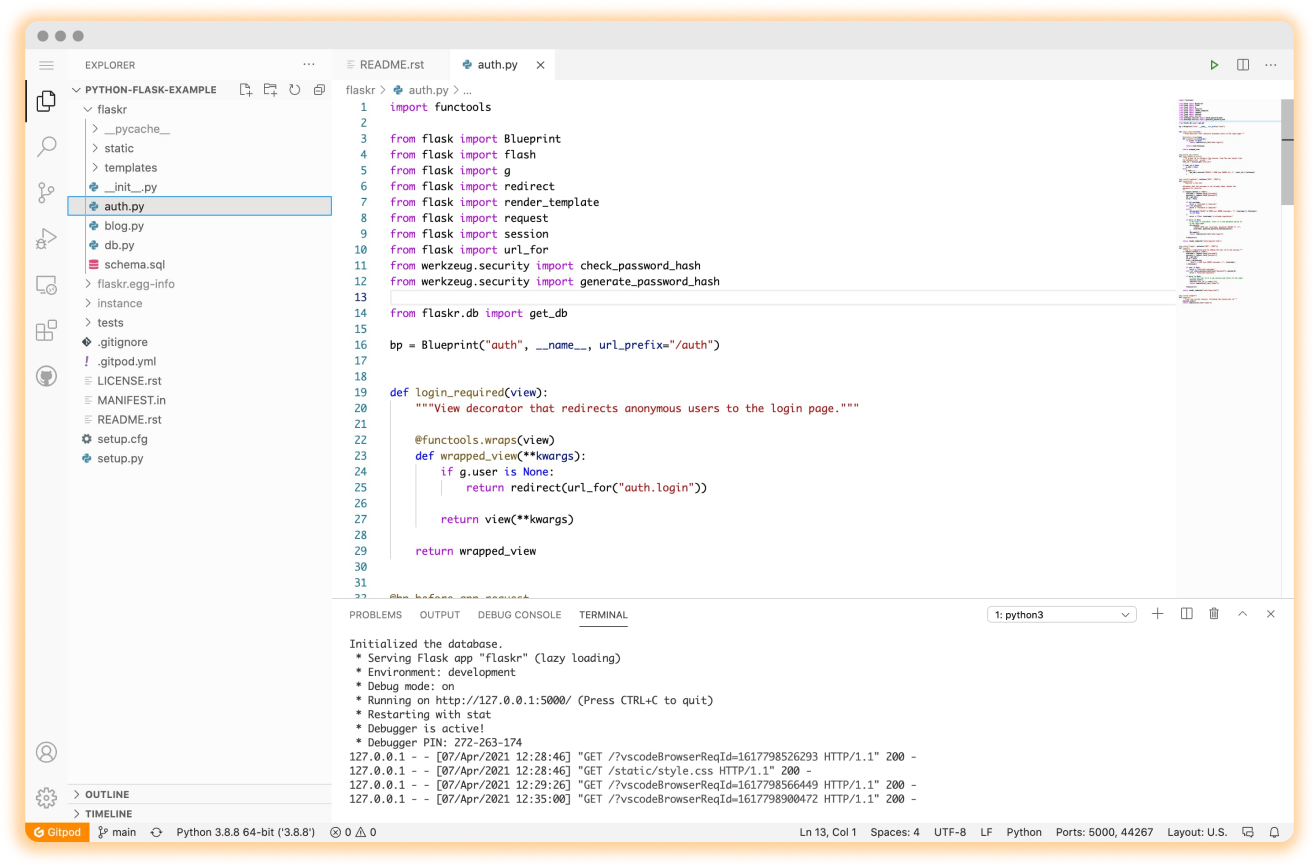 EXPLORER
PYTHON-FLASK-EXAMPLE
flaskr
__pycache__
static
templates
__init__.py
auth.py
blog.py
db.py
schema.sql
flaskr.egg-info
instance
tests
.gitignore
.gitpod.yml
LICENSE.rst
MANIFEST.in
README.rst
setup.cfg
setup.py
OUTLINE
TIMELINE
README.rst auth.py
flaskr > auth.py > ...
1 import functools
2
3 from flask import Blueprint
4 from flask import flash
5 from flask import g
6 from flask import redirect
7 from flask import render_template
8 from flask import request
9 from flask import session
10 from flask import url_for
11 from werkzeug.security import check_password_hash
12 from werkzeug.security import generate_password_hash
13
14 from flaskr.db import get_db
15
16 bp = Blueprint("auth", __name__, url_prefix="/auth")
17
18
19 def login_required(view):
20 """View decorator that redirects anonymous users to the login page."""
21
22 @functools.wraps(view)
23 def wrapped_view(**kwargs):
24 if g.user is None:
25 return redirect(url_for("auth.login"))
26
27 return view(**kwargs)
28
29 return wrapped_view
30
31
32 @bp.before_app_request
PROBLEMS OUTPUT DEBUG CONSOLE TERMINAL 1: python3
Initialized the database.
* Serving Flask app "flaskr" (lazy loading)
* Environment: development
* Debug mode: on
* Running on http://127.0.0.1:5000/ (Press CTRL+C to quit)
* Restarting with stat
* Debugger is active!
* Debugger PIN: 272-263-174
127.0.0.1 - - [07/Apr/2021 12:28:46] "GET /?vscodeBrowserReqId=1617798526293 HTTP/1.1" 200 -
127.0.0.1 - - [07/Apr/2021 12:28:46] "GET /static/style.css HTTP/1.1" 200 -
127.0.0.1 - - [07/Apr/2021 12:29:26] "GET /?vscodeBrowserReqId=1617798566449 HTTP/1.1" 200 -
127.0.0.1 - - [07/Apr/2021 12:35:00] "GET /?vscodeBrowserReqId=1617798900472 HTTP/1.1" 200 -
Gitpod main Python 3.8.8 64-bit ('3.8.8') 0 0 Ln 13, Col 1 Spaces: 4 UTF-8 LF Python Ports: 5000, 44267 Layout: U.S.